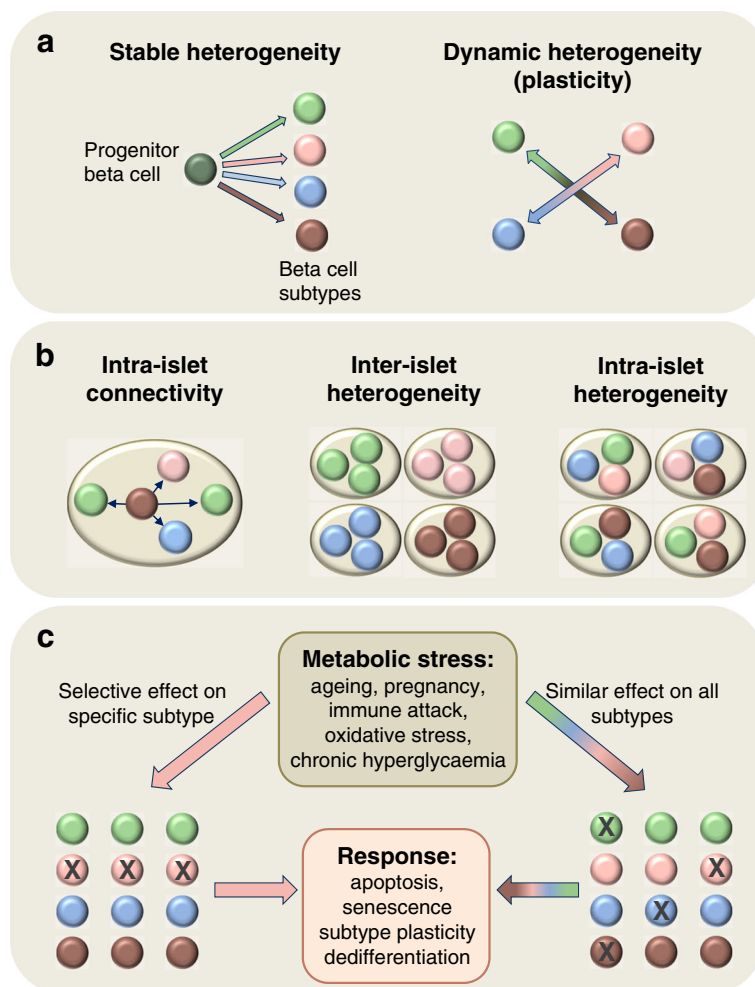 a
Stable heterogeneity
Progenitor
beta cell
Beta cell
subtypes
Dynamic heterogeneity
(plasticity)
b
Intra-islet
connectivity
Inter-islet
heterogeneity
Intra-islet
heterogeneity
c
Metabolic stress:
ageing, pregnancy,
immune attack,
oxidative stress,
chronic hyperglycaemia
Selective effect on
specific subtype
Similar effect on all
subtypes
X
X X X
Response:
apoptosis,
senescence
subtype plasticity
dedifferentiation
X
X
X